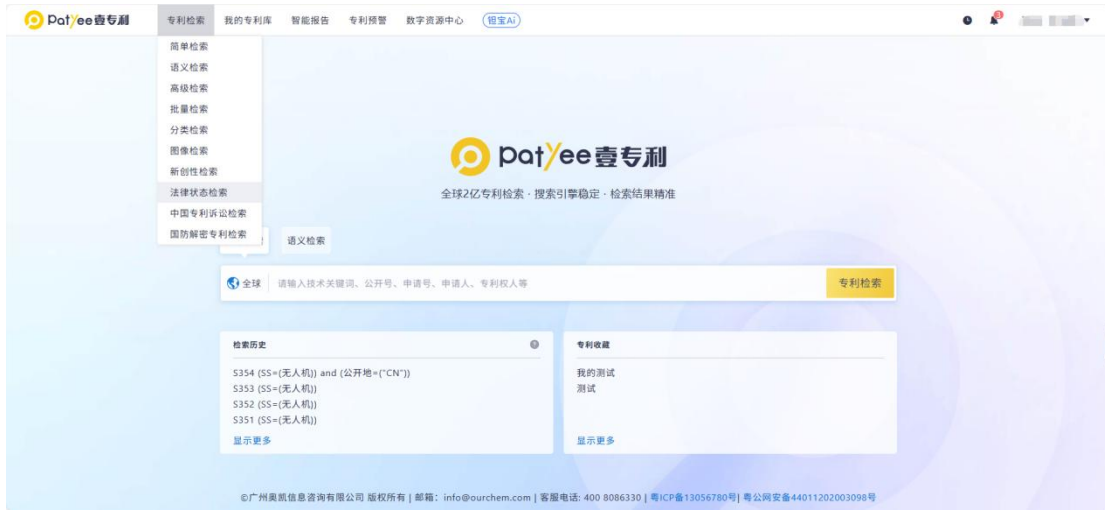 Patyee壹专利 专利检索 我的专利库 智能报告 专利预警 数字资源中心 钽宝Ai 3
简单检索
语义检索
高级检索
批量检索
分类检索
图像检索
新创性检索
法律状态检索
中国专利诉讼检索
国防解密专利检索
patyee壹专利
全球2亿专利检索 · 搜索引擎稳定 · 检索结果精准
语义检索
全球 请输入技术关键词、公开号、申请号、申请人、专利权人等 专利检索
检索历史
S354 (SS=(无人机)) and (公开地=("CN"))
S353 (SS=(无人机))
S352 (SS=(无人机))
S351 (SS=(无人机))
显示更多
专利收藏
我的测试
测试
显示更多
©广州奥凯信息咨询有限公司 版权所有 | 邮箱：info@ourchem.com | 客服电话: 400 8086330 | 粤ICP备13056780号| 粤公网安备44011202003098号